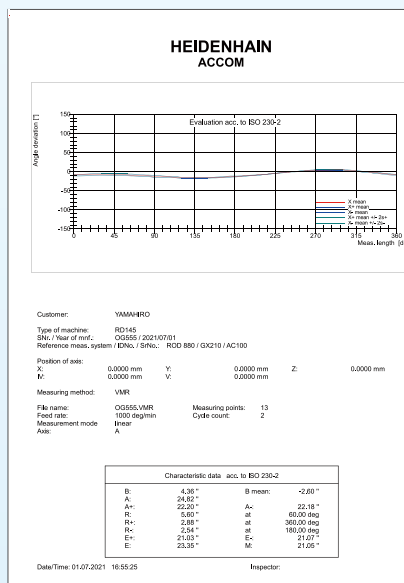 HEIDENHAIN
ACCOM
Evaluation acc. to ISO 230-2
Angle deviation ["]
150
100
50
0
-50
-100
-150
0 45 90 135 180 225 270 315 360
Meas. length [d
X mean
X+ mean
X- mean
X+ mean +/- 2s+
X- mean +/- 2s-
Customer: YAMAHIRO
Type of machine: RD145
SNr. / Year of mnf.: OG555 / 2021/07/01
Reference meas. system / IDNo. / SrNo.: ROD 880 / GX210 / AC100
Position of axis:
X: 0.0000 mm Y: 0.0000 mm Z: 0.0000 mm
IV: 0.0000 mm V: 0.0000 mm
Measuring method: VMR
File name: OG555.VMR Measuring points: 13
Feed rate: 1000 deg/min Cycle count: 2
Measurement mode linear
Axis: A
Characteristic data acc. to ISO 230-2
B: 4,36 " B mean: -2,60 "
A: 24,82 "
A+: 22.20 " A-: 22.18 "
R: 5,60 " at 60.00 deg
R+: 2,88 " at 360,00 deg
R-: 2,54 " at 180,00 deg
E+: 21.03 " E-: 21.07 "
E: 23.35 " M: 21.05 "
Date/Time: 01.07.2021 16:55:25 Inspector: